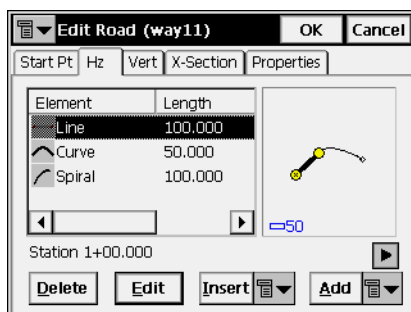 Edit Road (way11) OK Cancel
Start Pt Hz Vert X-Section Properties
Element Length
Line 100.000
Curve 50.000
Spiral 100.000
50
Station 1+00.000
Delete Edit Insert Add